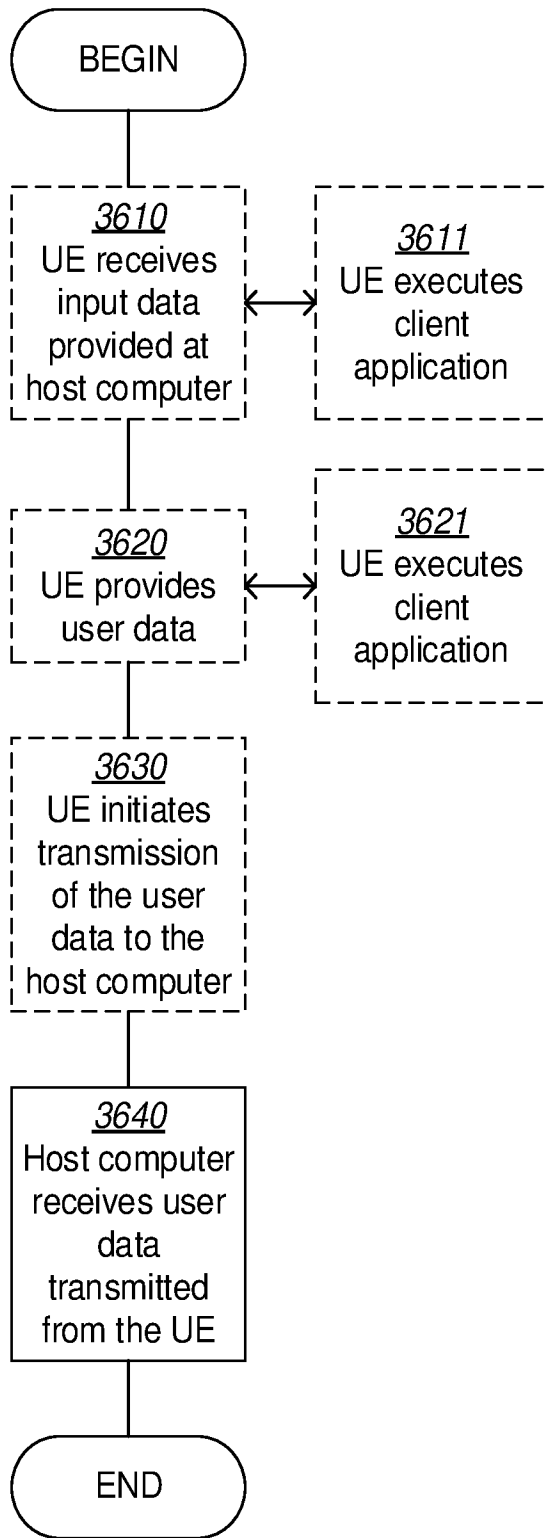 BEGIN
3610
UE receives
input data
provided at
host computer
3611
UE executes
client
application
3620
UE provides
user data
3621
UE executes
client
application
3630
UE initiates
transmission
of the user
data to the
host computer
3640
Host computer
receives user
data
transmitted
from the UE
END